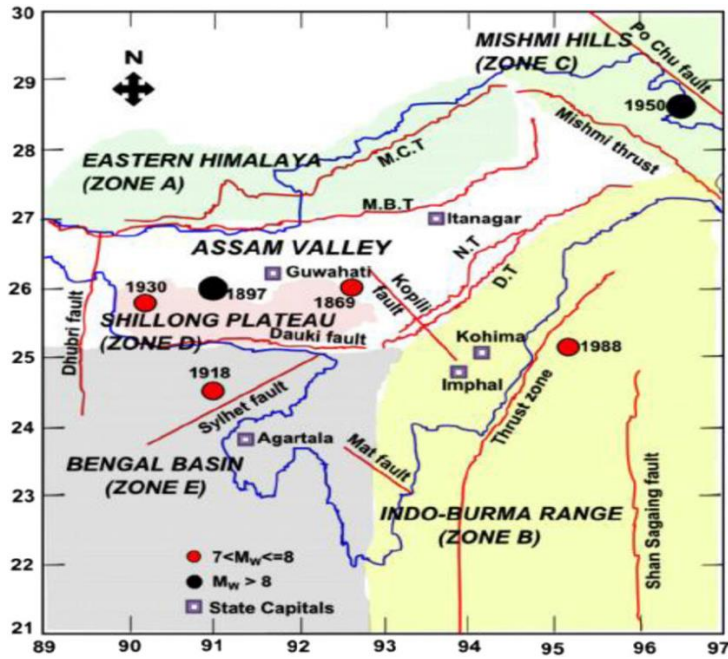 30
29
28
27
26
25
24
23
22
21
89
90
91
92
93
94
95
96
97
N
MISHMI HILLS
(ZONE C)
Po Chu fault
1950
Mishmi thrust
EASTERN HIMALAYA
(ZONE A)
M.C.T
M.B.T
Itanagar
ASSAM VALLEY
N.T
D.T
Guwahati
Kopili
fault
1930
1897
1869
SHILLONG PLATEAU
(ZONE D)
Dauki fault
Dhubri fault
Kohima
Imphal
1988
1918
Sylhet fault
Agartala
Mat fault
Thrust zone
BENGAL BASIN
(ZONE E)
INDO-BURMA RANGE
(ZONE B)
Shan Sagaing fault
7<Mw<=8
Mw > 8
State Capitals